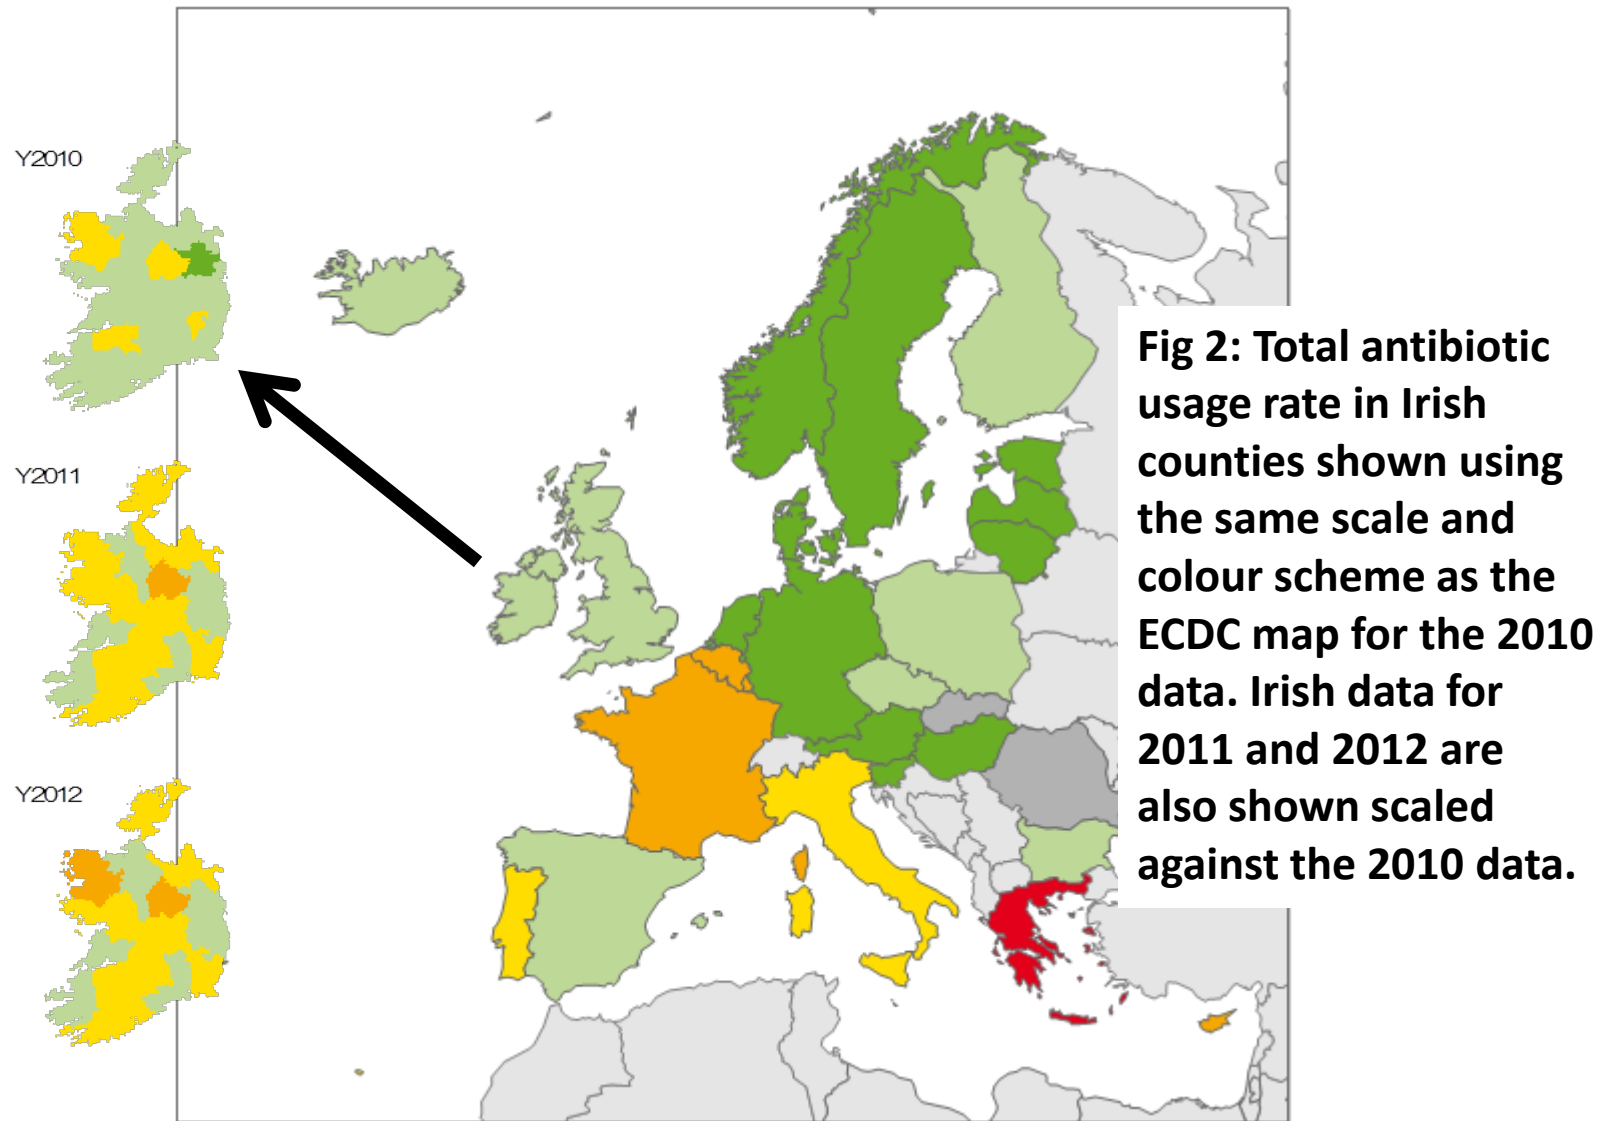 Y2010
Y2011
Y2012
Fig 2: Total antibiotic
usage rate in Irish
counties shown using
the same scale and
colour scheme as the
ECDC map for the 2010
data. Irish data for
2011 and 2012 are
also shown scaled
against the 2010 data.